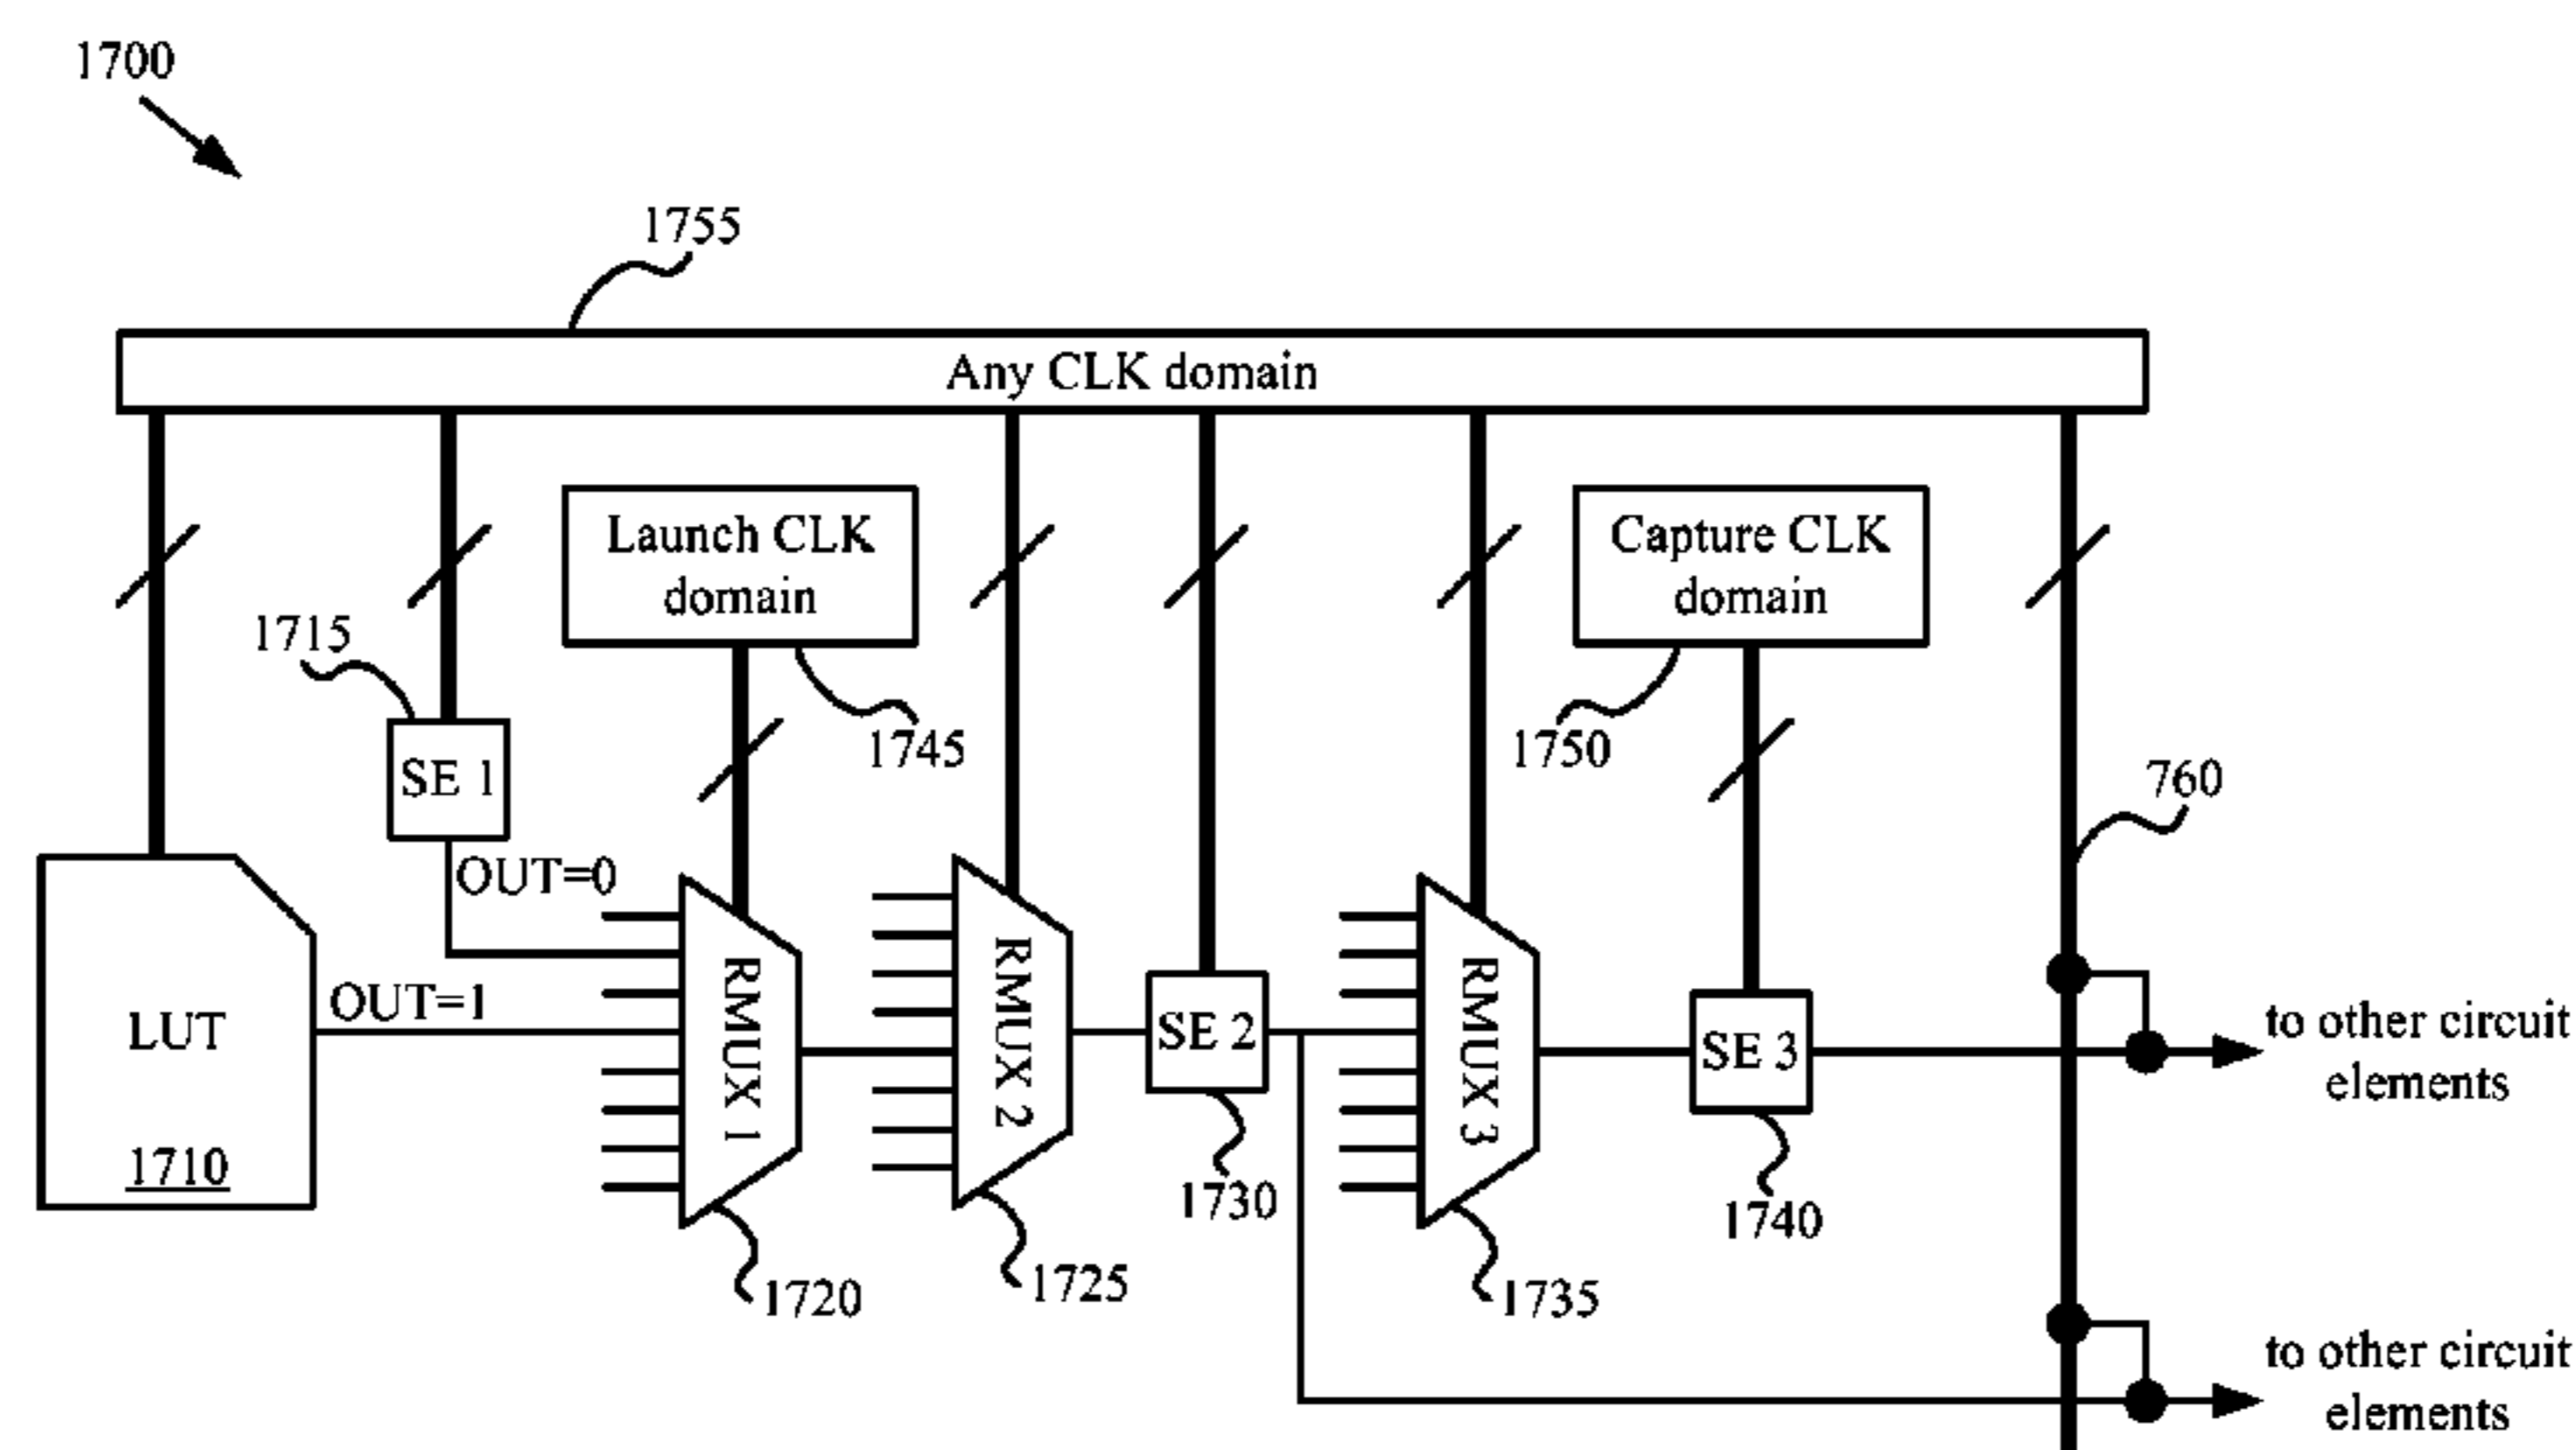 1700
1755
Any CLK domain
Launch CLK
domain
Capture CLK
domain
1715
1745
1750
760
SE 1
OUT=0
OUT=1
LUT
1710
RMUX 1
RMUX 2
SE 2
RMUX 3
SE 3
to other circuit
elements
1730
1740
1720
1725
1735
to other circuit
elements